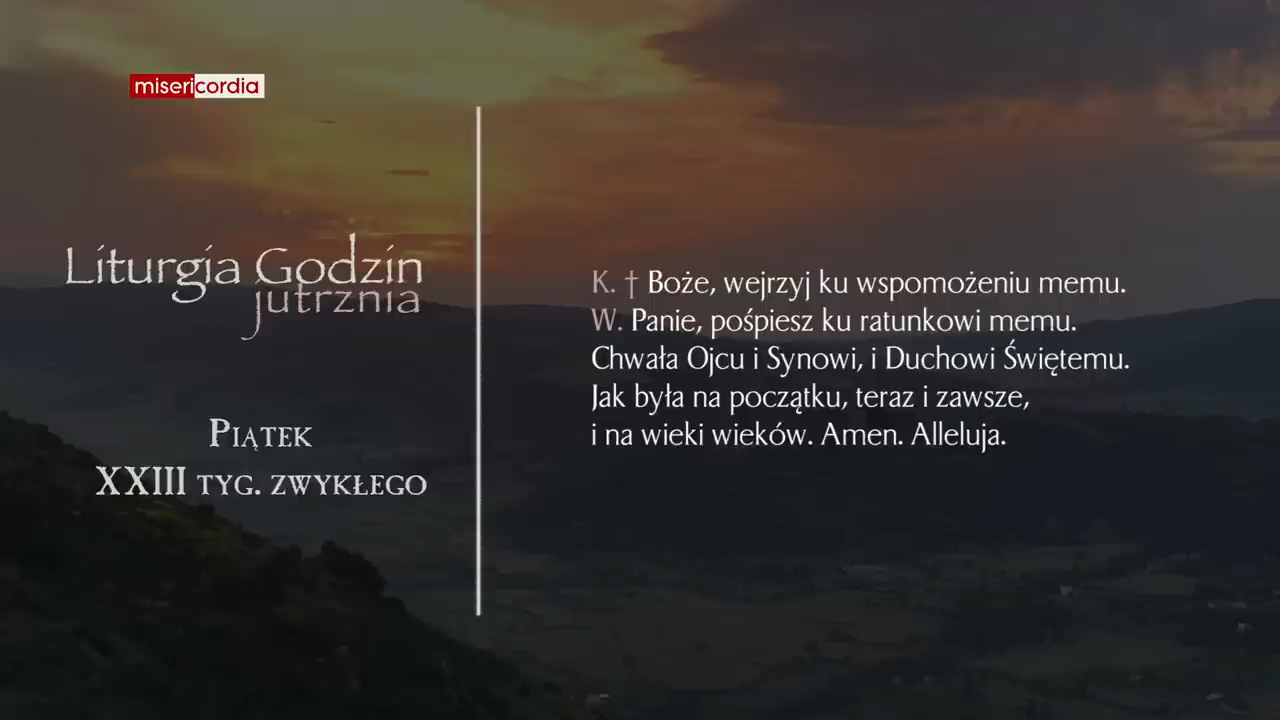 misericordia
Liturgia Godzin
jutrznia
Piątek
XXIII tyg. zwykłego
K. † Boże, wejrzyj ku wspomożeniu memu.
W. Panie, pośpiesz ku ratunkowi memu.
Chwała Ojcu i Synowi, i Duchowi Świętemu.
Jak była na początku, teraz i zawsze,
i na wieki wieków. Amen. Alleluja.